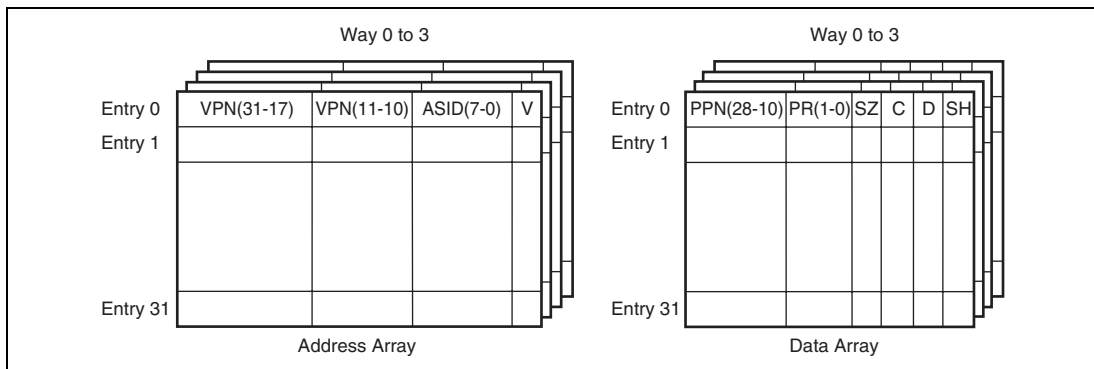 Way 0 to 3
Way 0 to 3
Entry 0 VPN(31-17) VPN(11-10) ASID(7-0) V
Entry 1
Entry 31
Address Array
Entry 0 PPN(28-10) PR(1-0) SZ C D SH
Entry 1
Entry 31
Data Array